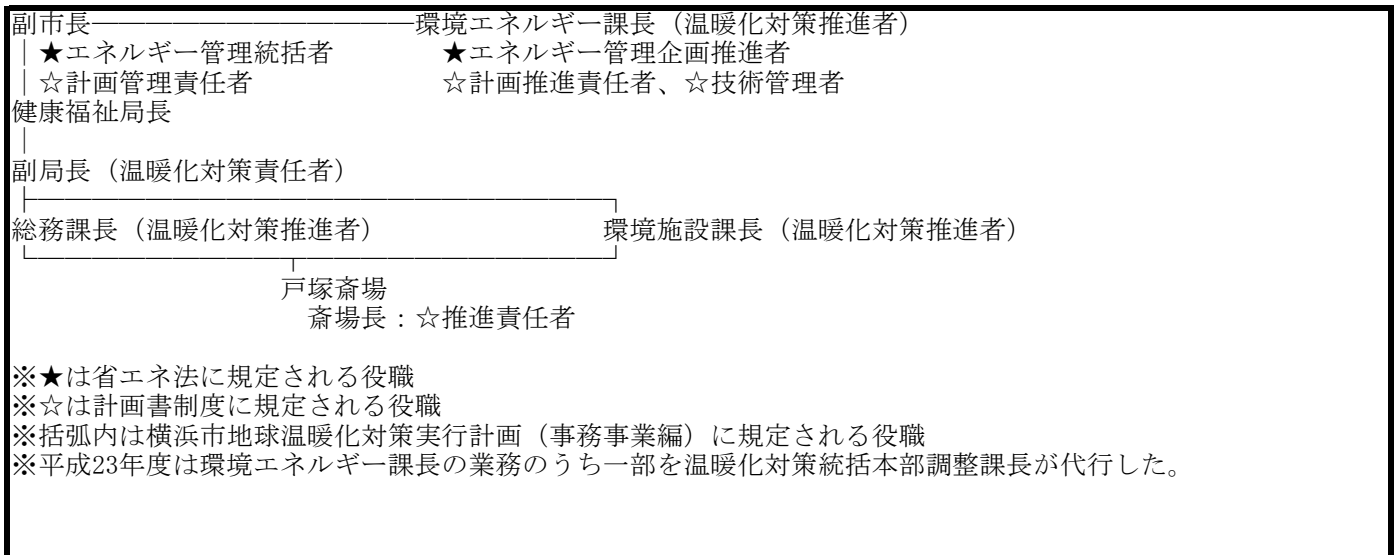 副市長――――――――――――環境エネルギー課長（温暖化対策推進者）
｜★エネルギー管理統括者　　　　★エネルギー管理企画推進者
｜☆計画管理責任者　　　　　　　☆計画推進責任者、☆技術管理者
健康福祉局長
｜
副局長（温暖化対策責任者）
├―――――――――――――――――――――┐
総務課長（温暖化対策推進者）　　　　　　　　環境施設課長（温暖化対策推進者）
└―――――――――┬―――――――――――┘
戸塚斎場
斎場長：☆推進責任者
※★は省エネ法に規定される役職
※☆は計画書制度に規定される役職
※括弧内は横浜市地球温暖化対策実行計画（事務事業編）に規定される役職
※平成23年度は環境エネルギー課長の業務のうち一部を温暖化対策統括本部調整課長が代行した。